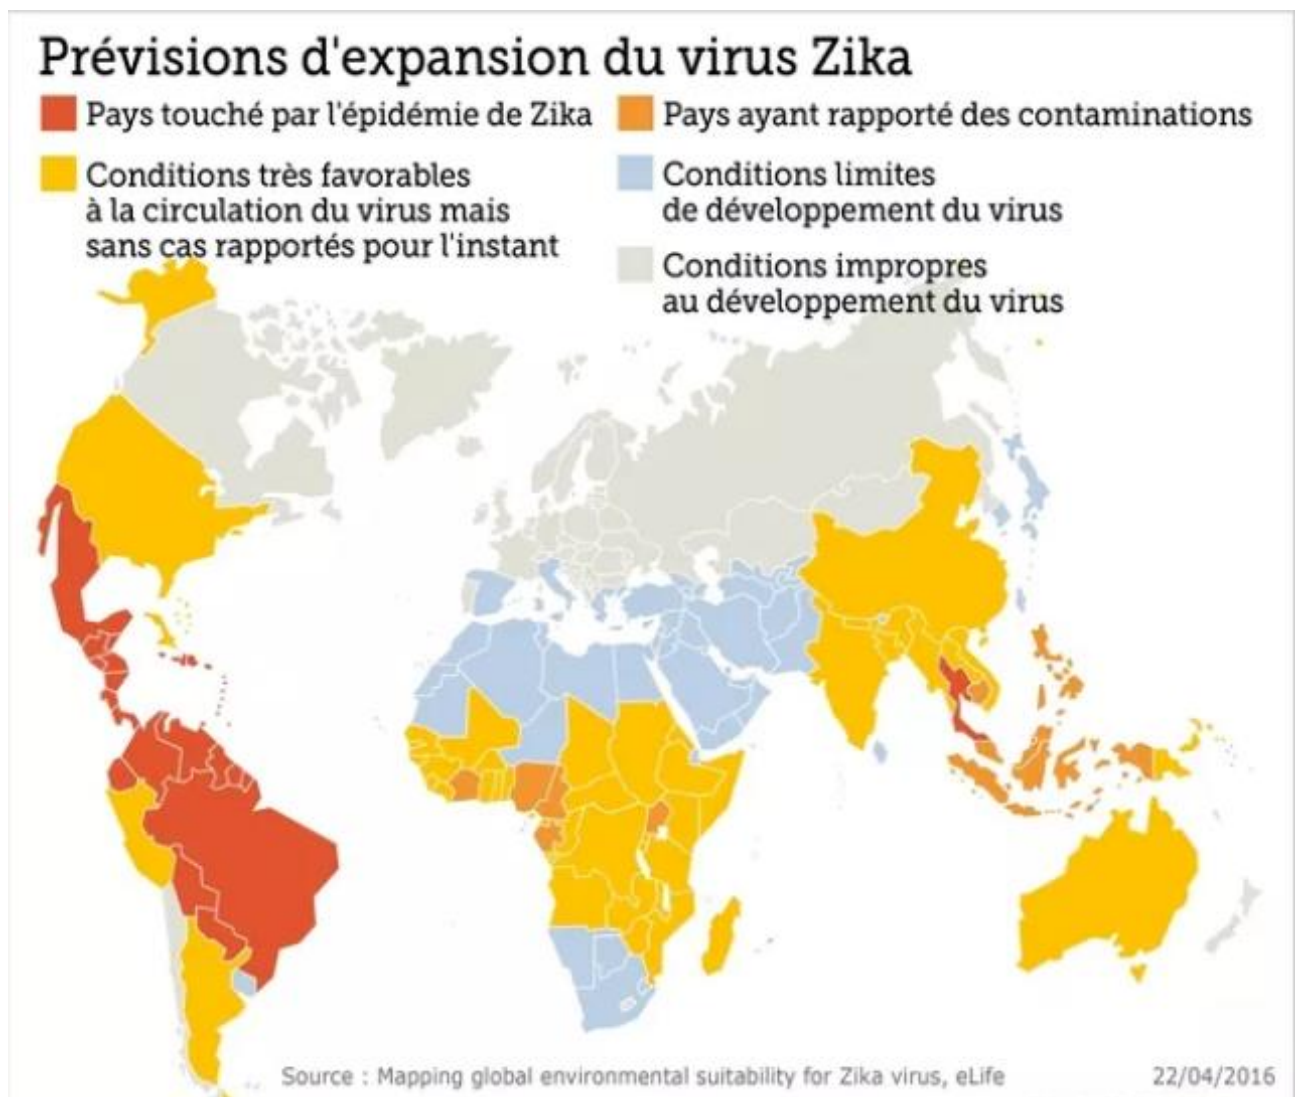 Prévisions d'expansion du virus Zika
Pays touché par l'épidémie de Zika
Pays ayant rapporté des contaminations
Conditions très favorables
à la circulation du virus mais
sans cas rapportés pour l'instant
Conditions limites
de développement du virus
Conditions impropres
au développement du virus
Source : Mapping global environmental suitability for Zika virus, eLife
22/04/2016